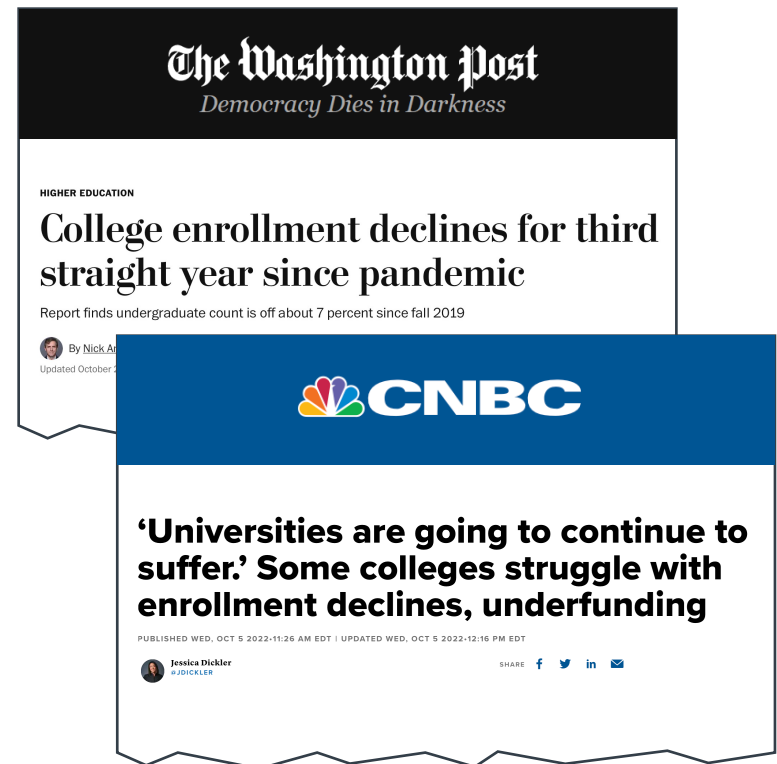 The Washington Post
Democracy Dies in Darkness
HIGHER EDUCATION
College enrollment declines for third
straight year since pandemic
Report finds undergraduate count is off about 7 percent since fall 2019
By Nick
Updated October
CNBC
‘Universities are going to continue to
suffer.’ Some colleges struggle with
enrollment declines, underfunding
PUBLISHED WED, OCT 5 2022•11:26 AM EDT | UPDATED WED, OCT 5 2022•12:16 PM EDT
Jessica Dickler
@JDICKLER
SHARE